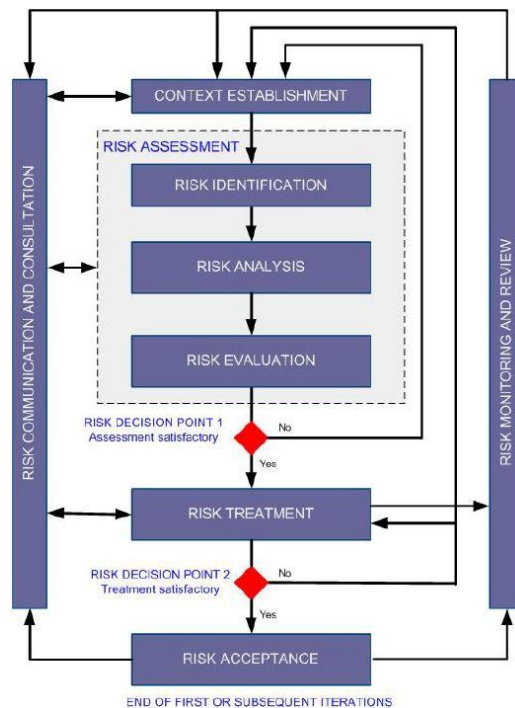 CONTEXT ESTABLISHMENT
RISK ASSESSMENT
RISK IDENTIFICATION
RISK ANALYSIS
RISK EVALUATION
RISK COMMUNICATION AND CONSULTATION
RISK MONITORING AND REVIEW
RISK DECISION POINT 1
Assessment satisfactory
No
Yes
RISK TREATMENT
RISK DECISION POINT 2
Treatment satisfactory
No
Yes
RISK ACCEPTANCE
END OF FIRST OR SUBSEQUENT ITERATIONS